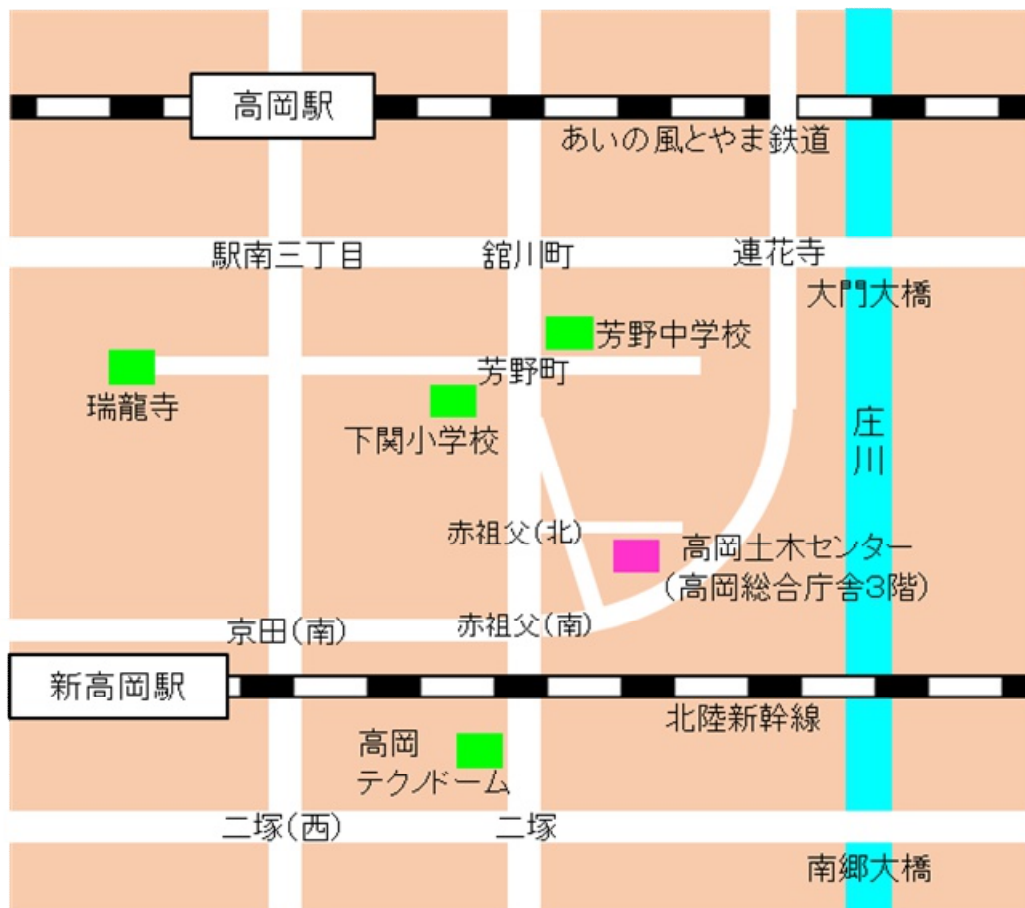 高岡駅
あいの風とやま鉄道
駅南三丁目
舘川町
連花寺
大門大橋
芳野中学校
芳野町
瑞龍寺
下関小学校
庄川
赤祖父(北)
高岡土木センター
(高岡総合庁舎3階)
京田(南)
赤祖父(南)
新高岡駅
北陸新幹線
高岡
テクノドーム
二塚(西)
二塚
南郷大橋